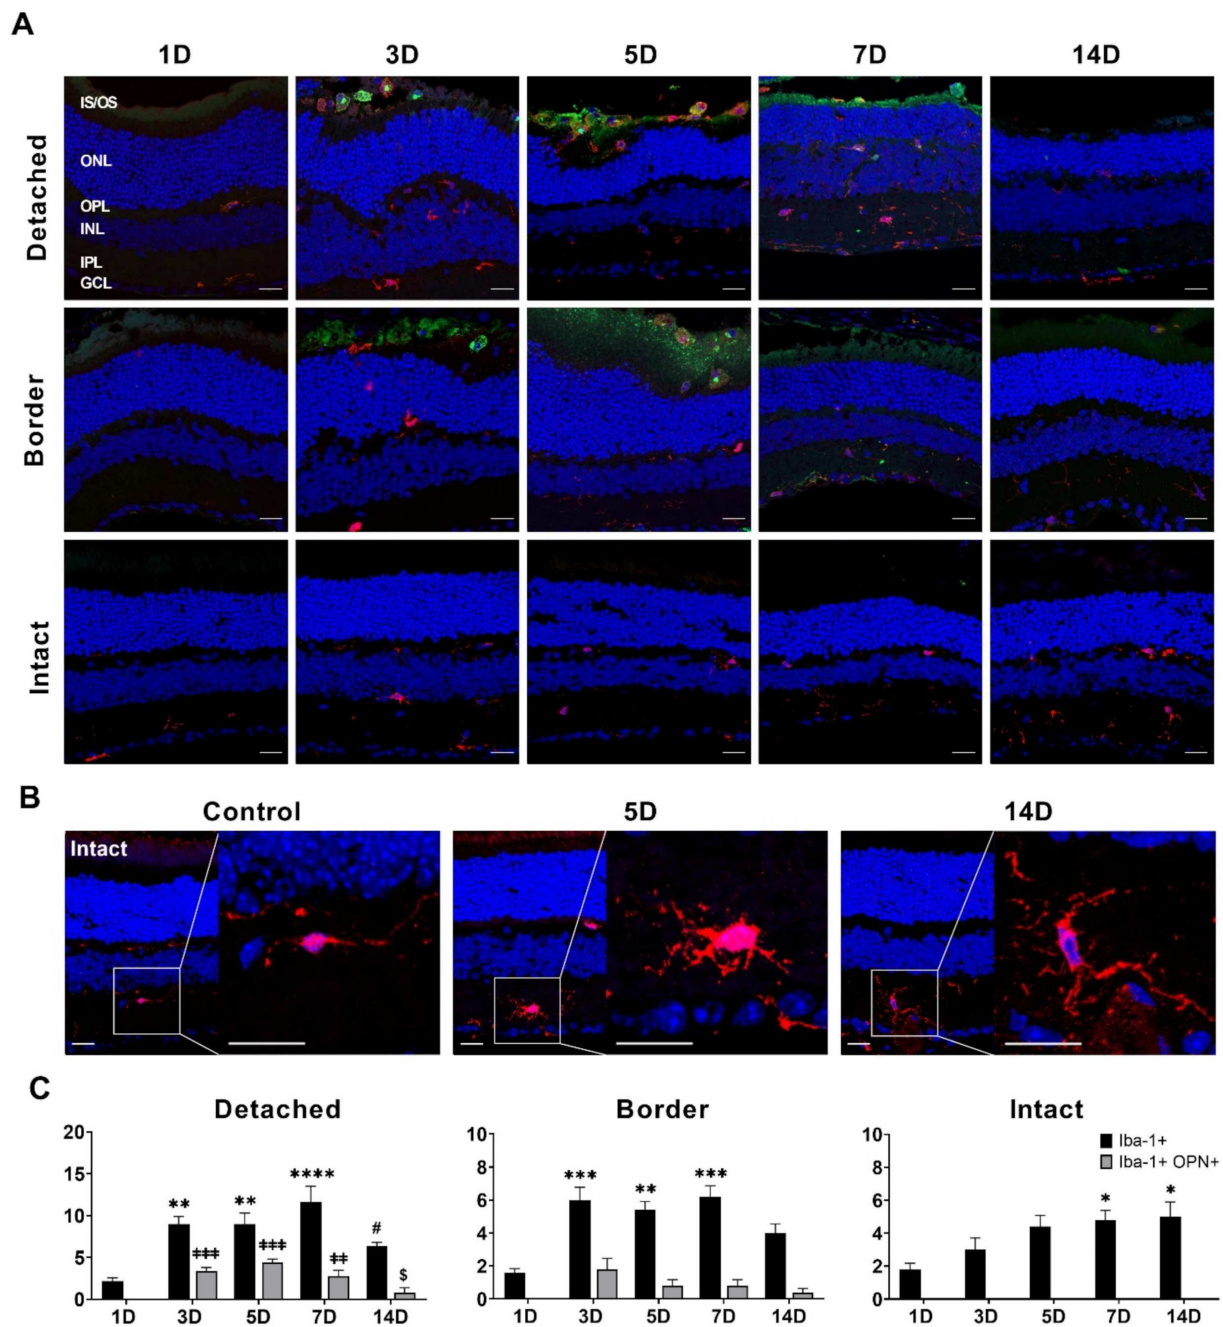 A
1D 3D 5D 7D 14D
Detached
IS/OS
ONL
OPL
INL
IPL
GCL
Border
Intact
B
Control 5D 14D
Intact
C
Detached Border Intact
Iba-1+
Iba-1+ OPN+
20
15
10
5
0
** ** **** #
‡‡‡ ‡‡‡ ‡‡ $
1D 3D 5D 7D 14D
10
8
6
4
2
0
*** ** ***
1D 3D 5D 7D 14D
10
8
6
4
2
0
* *
1D 3D 5D 7D 14D